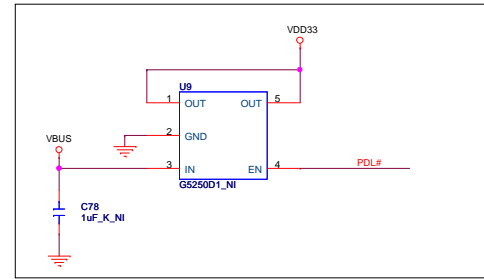 VDD33
U9
1 OUT OUT 5
2 GND
VBUS
3 IN EN 4 PDL#
G5250D1_NI
C78
1uF_K_NI